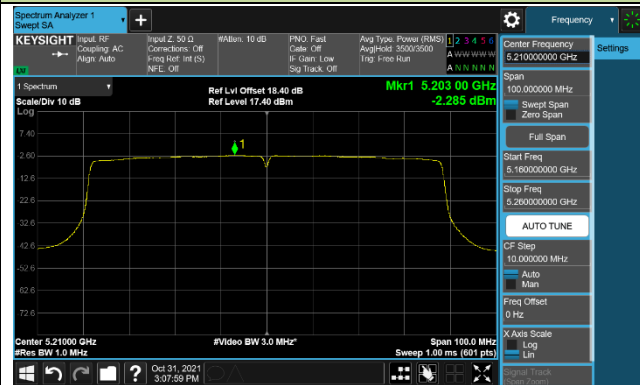 Spectrum Analyzer 1
Swept SA
+
Frequency
KEYSIGHT Input: RF Input Z: 50 Ω #Atten: 10 dB PNO: Fast Avg Type: Power (RMS) 1 2 3 4 5 6
Coupling: AC Corrections: Off Gate: Off Avg|Hold: 3500/3500 A W W W W W
Align: Auto Freq Ref: Int (S) IF Gain: Low Trig: Free Run
NFE: Off Sig Track: Off A N N N N N
LXI
1 Spectrum
Scale/Div 10 dB
Log
Ref Lvl Offset 18.40 dB
Ref Level 17.40 dBm
Mkr1 5.203 00 GHz
-2.285 dBm
1
7.40
-2.60
-12.6
-22.6
-32.6
-42.6
-52.6
-62.6
-72.6
Center 5.21000 GHz #Video BW 3.0 MHz* Span 100.0 MHz
#Res BW 1.0 MHz Sweep 1.00 ms (601 pts)
Center Frequency
5.210000000 GHz
Settings
Span
100.000000 MHz
Swept Span
Zero Span
Full Span
Start Freq
5.160000000 GHz
Stop Freq
5.260000000 GHz
AUTO TUNE
CF Step
10.000000 MHz
Auto
Man
Freq Offset
0 Hz
X Axis Scale
Log
Lin
Signal Track
(Span Zoom)
?
Oct 31, 2021
3:07:59 PM